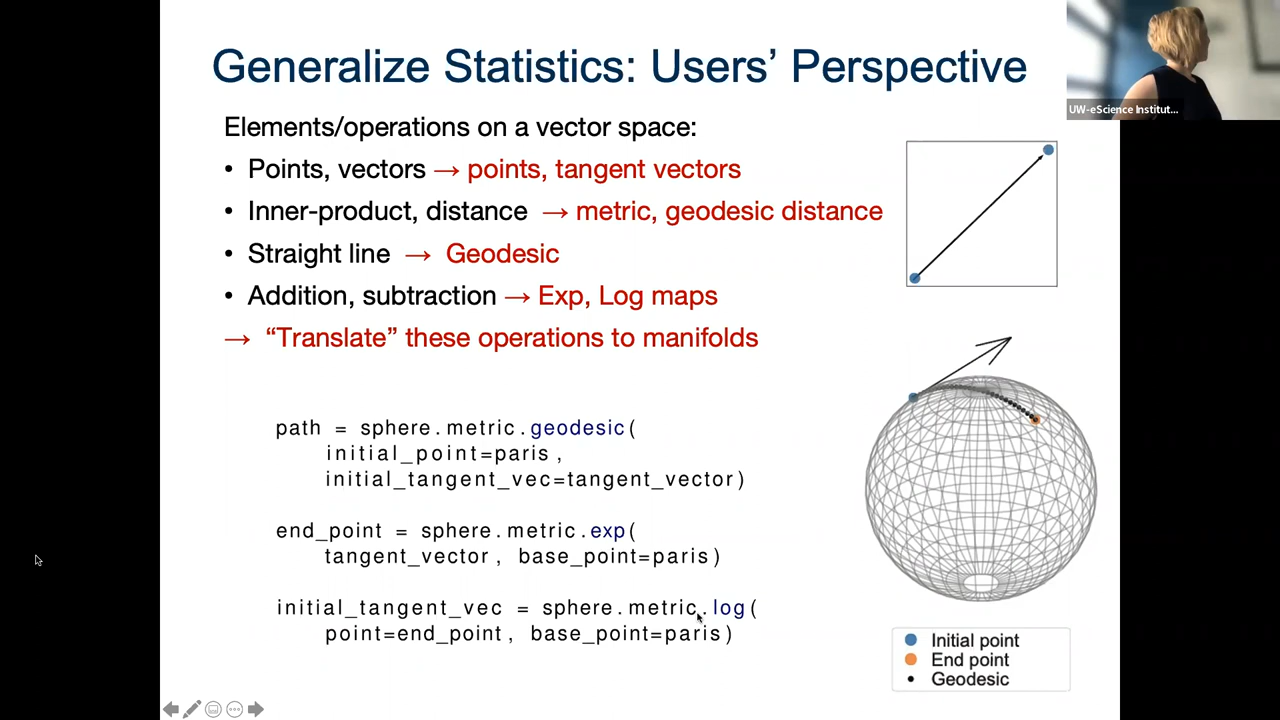 Generalize Statistics: Users' Perspective
UW-eScience Institut...
Elements/operations on a vector space:
• Points, vectors → points, tangent vectors
• Inner-product, distance → metric, geodesic distance
• Straight line → Geodesic
• Addition, subtraction → Exp, Log maps
→ “Translate” these operations to manifolds
path = sphere.metric.geodesic(
initial_point=paris,
initial_tangent_vec=tangent_vector)
end_point = sphere.metric.exp(
tangent_vector, base_point=paris)
initial_tangent_vec = sphere.metric.log(
point=end_point, base_point=paris)
Initial point
End point
Geodesic